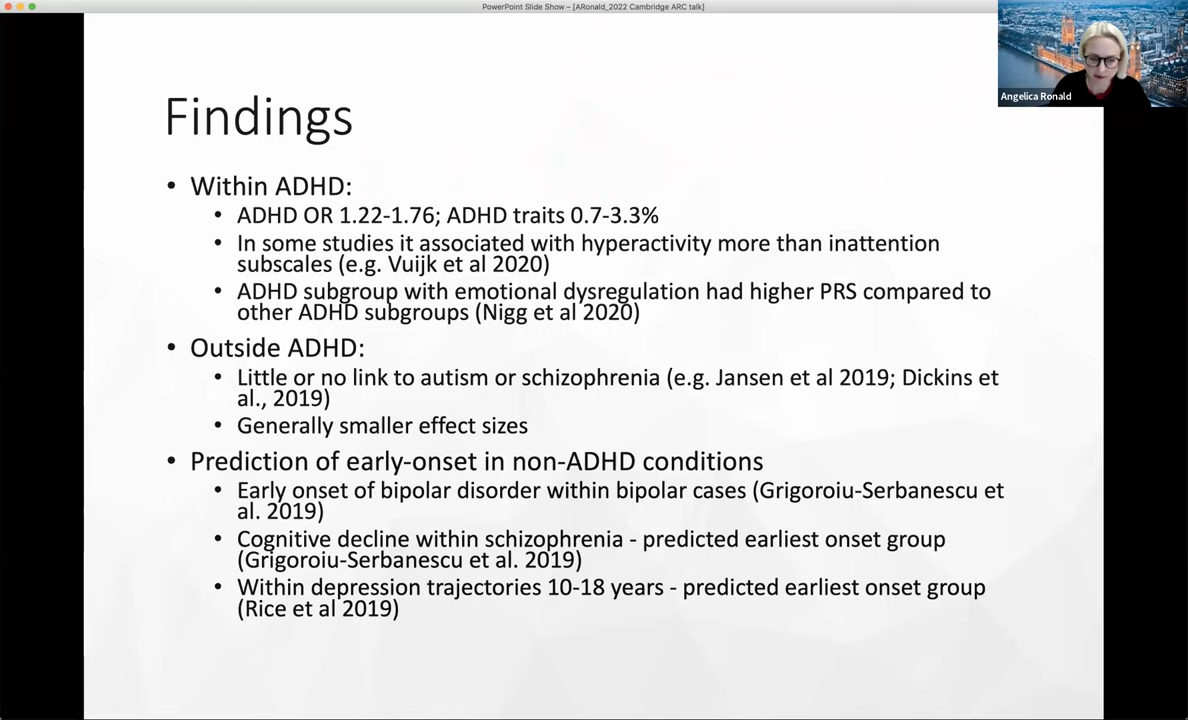 PowerPoint Slide Show – [ARonald_2022 Cambridge ARC talk]
Angelica Ronald
Findings
• Within ADHD:
• ADHD OR 1.22-1.76; ADHD traits 0.7-3.3%
• In some studies it associated with hyperactivity more than inattention
subscales (e.g. Vuijk et al 2020)
• ADHD subgroup with emotional dysregulation had higher PRS compared to
other ADHD subgroups (Nigg et al 2020)
• Outside ADHD:
• Little or no link to autism or schizophrenia (e.g. Jansen et al 2019; Dickins et
al., 2019)
• Generally smaller effect sizes
• Prediction of early-onset in non-ADHD conditions
• Early onset of bipolar disorder within bipolar cases (Grigoroiu-Serbanescu et
al. 2019)
• Cognitive decline within schizophrenia - predicted earliest onset group
(Grigoroiu-Serbanescu et al. 2019)
• Within depression trajectories 10-18 years - predicted earliest onset group
(Rice et al 2019)